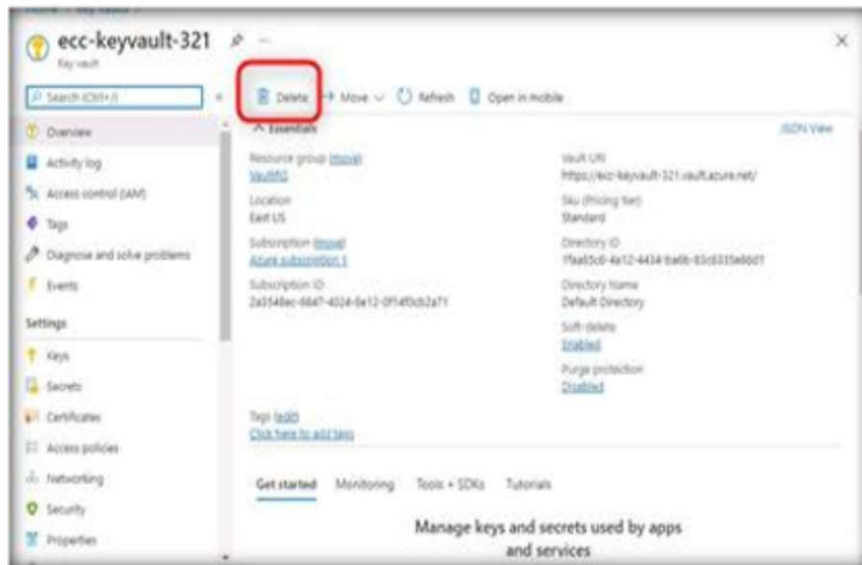 ecc-keyvault-321
Key vault
Search (Ctrl+/)
Delete
Move
Refresh
Open in mobile
Overview
Activity log
Access control (IAM)
Tags
Diagnose and solve problems
Events
Settings
Keys
Secrets
Certificates
Access policies
Networking
Security
Properties
Essentials
JSON View
Resource group (move)
Location
East US
Subscription (move)
Azure subscription 1
Subscription ID
Vault URI
https://ecc-keyvault-321.vault.azure.net/
Sku (Pricing tier)
Standard
Directory ID
Directory Name
Default Directory
Soft-delete
Enabled
Purge protection
Disabled
Tags (edit)
Click here to add tags
Get started
Monitoring
Tools + SDKs
Tutorials
Manage keys and secrets used by apps
and services